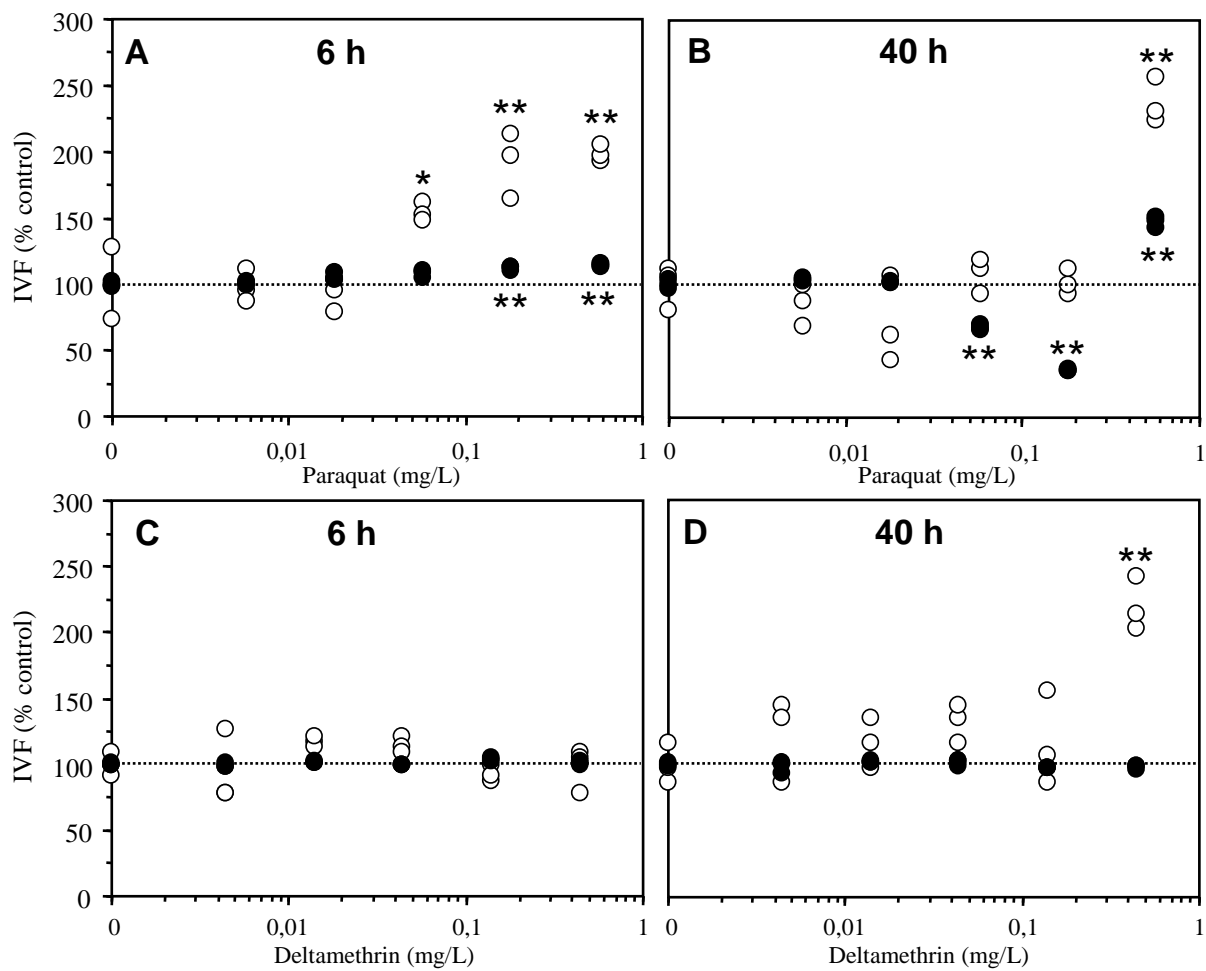 A 6 h
**
**
*
**
**
300
250
200
150
100
50
0
IVF (% control)
0 0,01 0,1 1
Paraquat (mg/L)
B 40 h
**
**
**
**
0 0,01 0,1 1
Paraquat (mg/L)
C 6 h
300
250
200
150
100
50
0
IVF (% control)
0 0,01 0,1 1
Deltamethrin (mg/L)
D 40 h
**
0 0,01 0,1 1
Deltamethrin (mg/L)